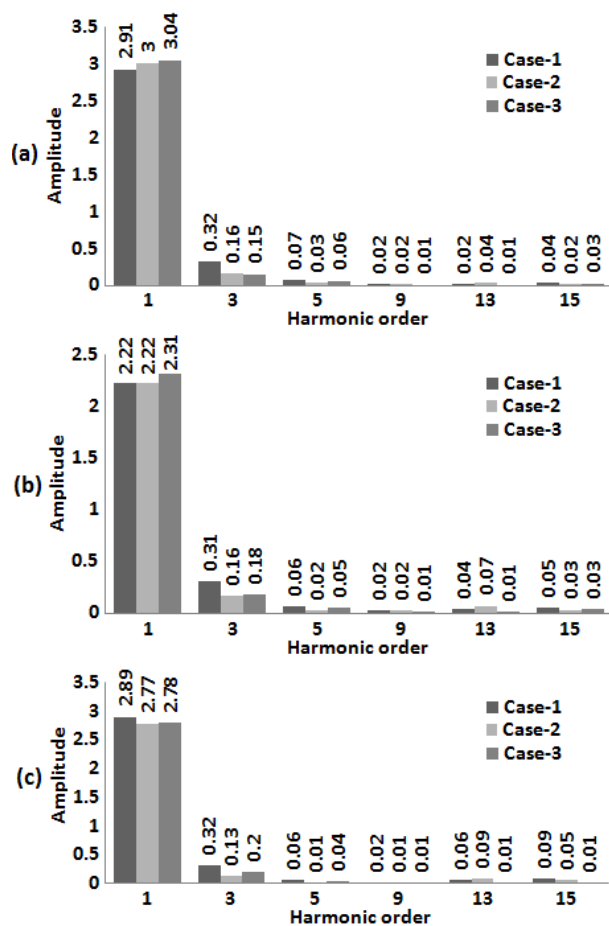 (a)
Amplitude
3.5
3
2.5
2
1.5
1
0.5
0
2.91 3 3.04
0.32 0.16 0.15
0.07 0.03 0.06
0.02 0.02 0.01
0.02 0.04 0.01
0.04 0.02 0.03
Case-1
Case-2
Case-3
1 3 5 9 13 15
Harmonic order
(b)
Amplitude
2.5
2
1.5
1
0.5
0
2.22 2.22 2.31
0.31 0.16 0.18
0.06 0.02 0.05
0.02 0.02 0.01
0.04 0.07 0.01
0.05 0.03 0.03
Case-1
Case-2
Case-3
1 3 5 9 13 15
Harmonic order
(c)
Amplitude
3.5
3
2.5
2
1.5
1
0.5
0
2.89 2.77 2.78
0.32 0.13 0.2
0.06 0.01 0.04
0.02 0.01 0.01
0.06 0.09 0.01
0.09 0.05 0.01
Case-1
Case-2
Case-3
1 3 5 9 13 15
Harmonic order